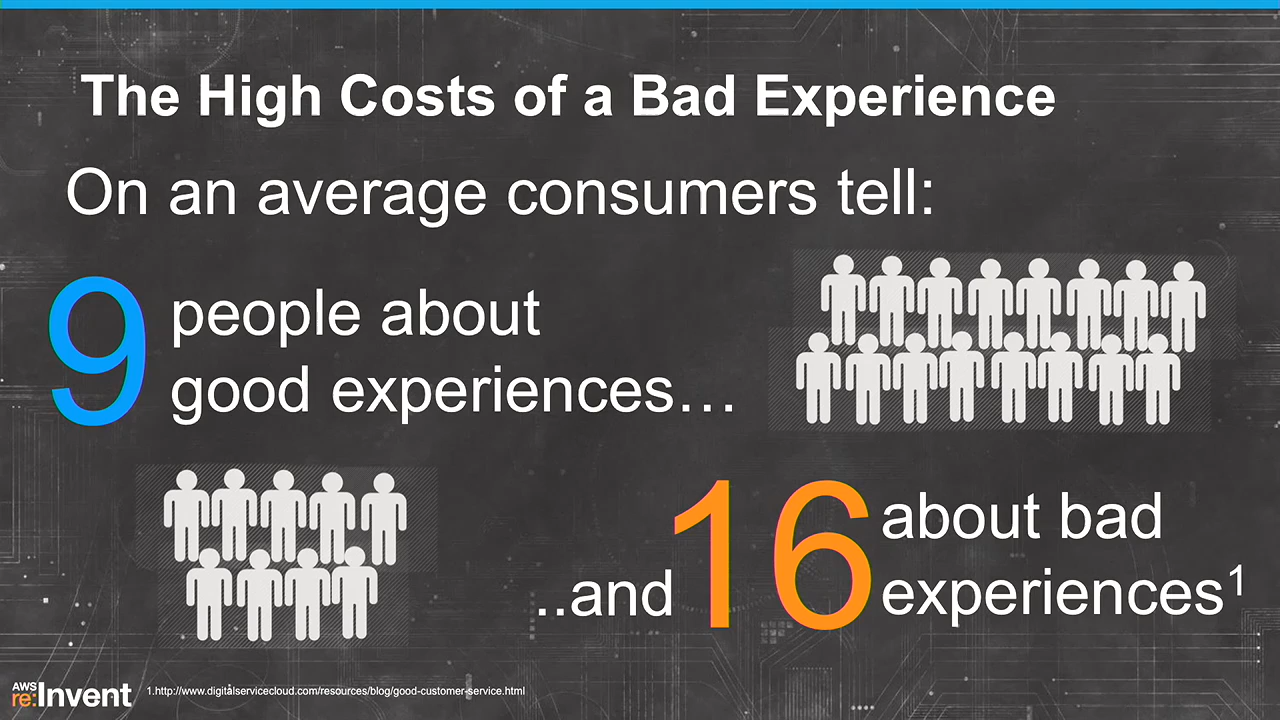 The High Costs of a Bad Experience
On an average consumers tell:
9
people about
good experiences…
..and
16
about bad
experiences¹
AWS
re:Invent
1.http://www.digitalservicecloud.com/resources/blog/good-customer-service.html